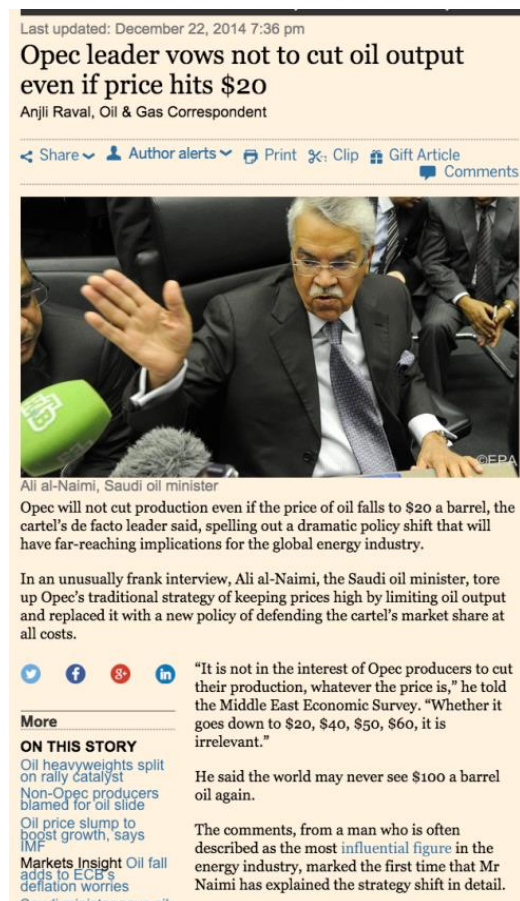 Last updated: December 22, 2014 7:36 pm
Opec leader vows not to cut oil output
even if price hits $20
Anjli Raval, Oil & Gas Correspondent
Share
Author alerts
Print
Clip
Gift Article
Comments
НТВ
©EPA
Ali al-Naimi, Saudi oil minister
Opec will not cut production even if the price of oil falls to $20 a barrel, the
cartel's de facto leader said, spelling out a dramatic policy shift that will
have far-reaching implications for the global energy industry.
In an unusually frank interview, Ali al-Naimi, the Saudi oil minister, tore
up Opec's traditional strategy of keeping prices high by limiting oil output
and replaced it with a new policy of defending the cartel's market share at
all costs.
More
ON THIS STORY
Oil heavyweights split
on rally catalyst
Non-Opec producers
blamed for oil slide
Oil price slump to
boost growth, says
IMF
Markets Insight Oil fall
adds to ECB's
deflation worries
"It is not in the interest of Opec producers to cut
their production, whatever the price is," he told
the Middle East Economic Survey. "Whether it
goes down to $20, $40, $50, $60, it is
irrelevant."
He said the world may never see $100 a barrel
oil again.
The comments, from a man who is often
described as the most influential figure in the
energy industry, marked the first time that Mr
Naimi has explained the strategy shift in detail.